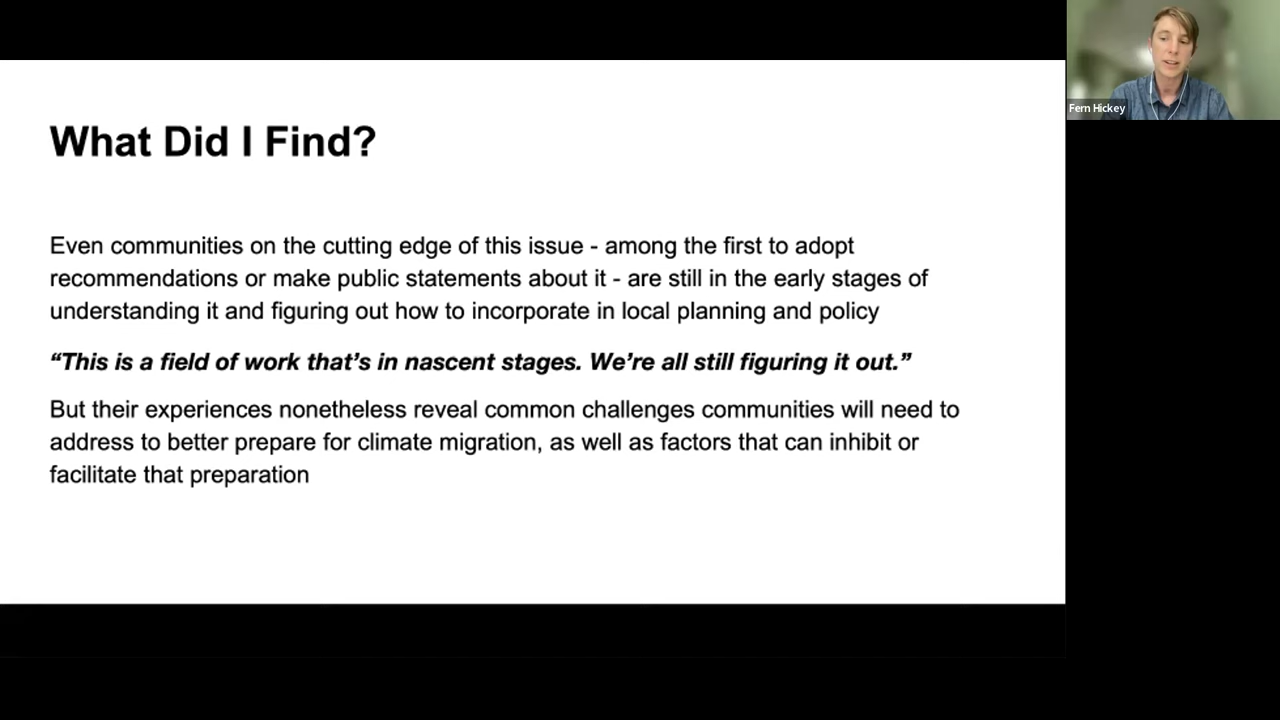 Fern Hickey
What Did I Find?
Even communities on the cutting edge of this issue - among the first to adopt
recommendations or make public statements about it - are still in the early stages of
understanding it and figuring out how to incorporate in local planning and policy
“This is a field of work that’s in nascent stages. We’re all still figuring it out.”
But their experiences nonetheless reveal common challenges communities will need to
address to better prepare for climate migration, as well as factors that can inhibit or
facilitate that preparation